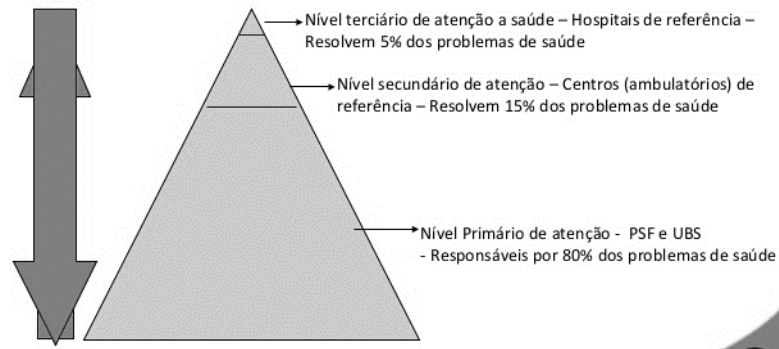 Nível terciário de atenção a saúde – Hospitais de referência –
Resolvem 5% dos problemas de saúde
Nível secundário de atenção – Centros (ambulatórios) de
referência – Resolvem 15% dos problemas de saúde
Nível Primário de atenção - PSF e UBS
- Responsáveis por 80% dos problemas de saúde